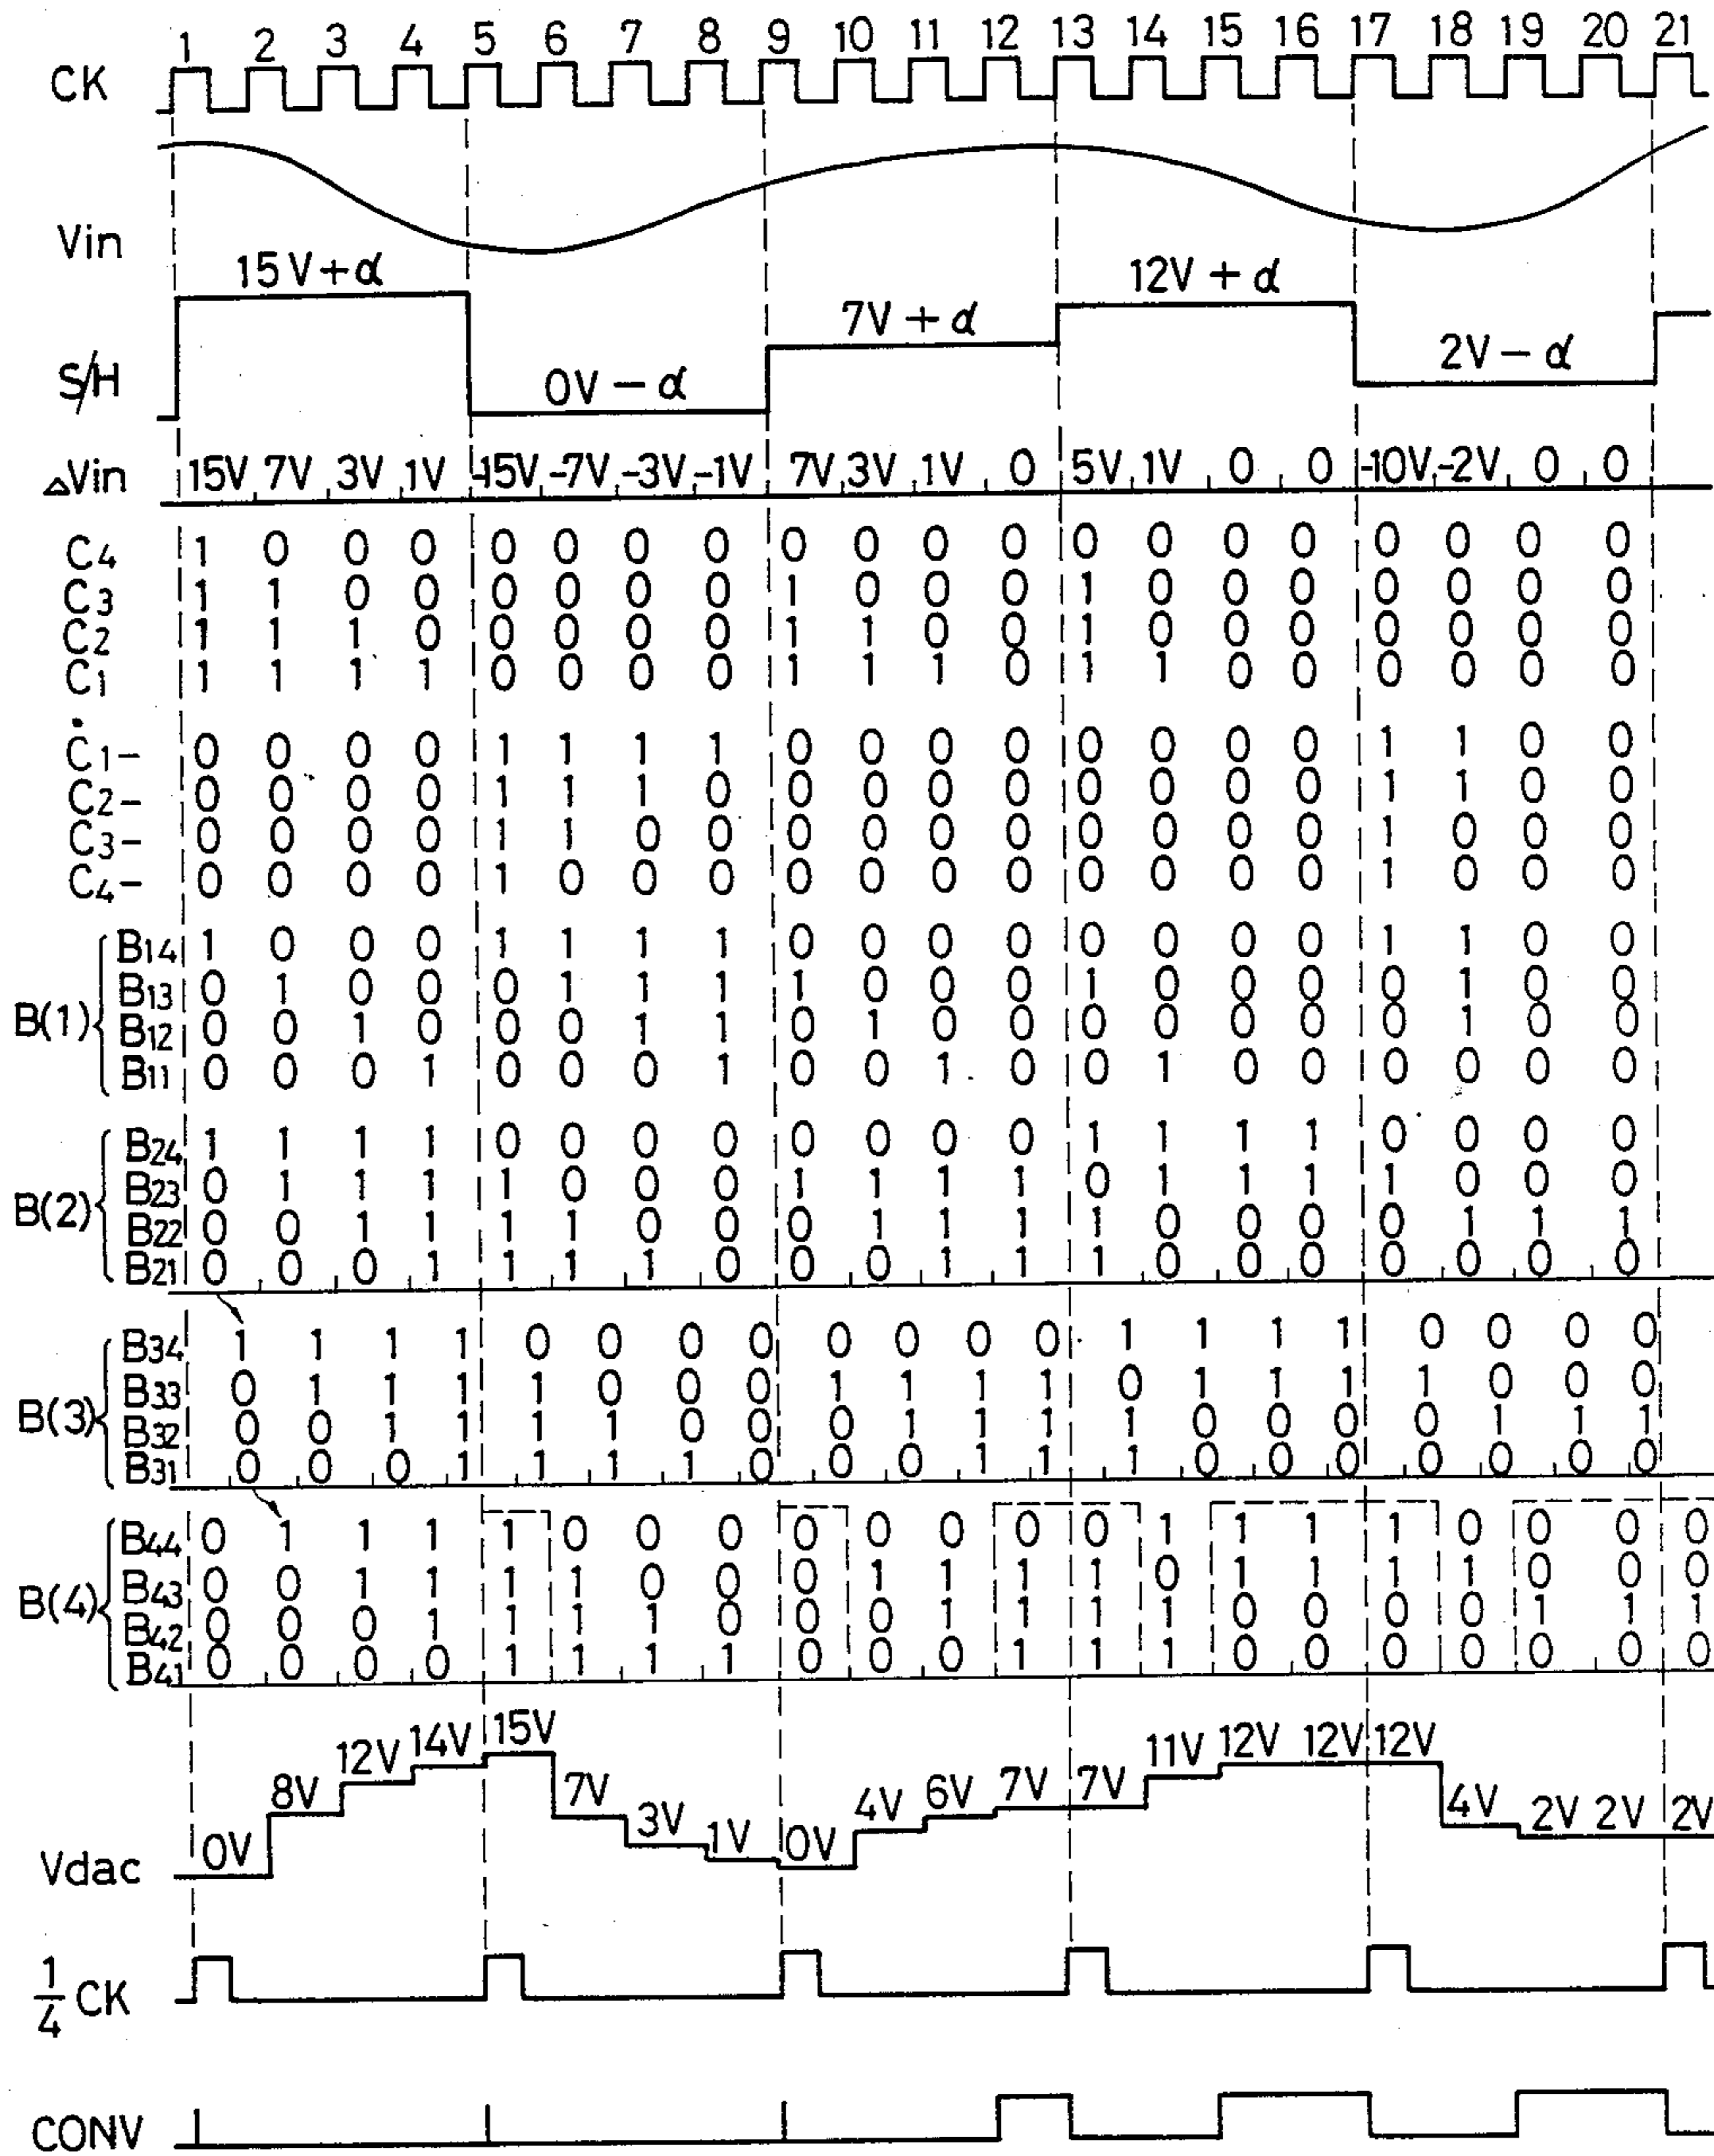 1 2 3 4 5 6 7 8 9 10 11 12 13 14 15 16 17 18 19 20 21
CK
Vin
15V+α 0V-α 7V+α 12V+α 2V-α
S/H
ΔVin 15V 7V 3V 1V -15V -7V -3V -1V 7V 3V 1V 0 5V 1V 0 0 -10V -2V 0 0
C4 1 0 0 0 0 0 0 0 0 0 0 0 0 0 0 0 0 0 0 0
C3 1 1 0 0 0 0 0 0 1 0 0 0 1 0 0 0 0 0 0 0
C2 1 1 1 0 0 0 0 0 1 1 0 0 1 0 0 0 0 0 0 0
C1 1 1 1 1 0 0 0 0 1 1 1 0 1 1 0 0 0 0 0 0
C1- 0 0 0 0 1 1 1 1 0 0 0 0 0 0 0 0 1 1 0 0
C2- 0 0 0 0 1 1 1 0 0 0 0 0 0 0 0 0 1 1 0 0
C3- 0 0 0 0 1 1 0 0 0 0 0 0 0 0 0 0 1 0 0 0
C4- 0 0 0 0 1 0 0 0 0 0 0 0 0 0 0 0 1 0 0 0
B(1)
B14 1 0 0 0 1 1 1 1 0 0 0 0 0 0 0 0 1 1 0 0
B13 0 1 0 0 0 1 1 1 1 0 0 0 1 0 0 0 0 1 0 0
B12 0 0 1 0 0 0 1 1 0 1 0 0 0 0 0 0 0 1 0 0
B11 0 0 0 1 0 0 0 1 0 0 1 0 0 1 0 0 0 0 0 0
B(2)
B24 1 1 1 1 0 0 0 0 0 0 0 0 1 1 1 1 0 0 0 0
B23 0 1 1 1 1 0 0 0 1 1 1 1 0 1 1 1 1 0 0 0
B22 0 0 1 1 1 1 0 0 0 1 1 1 1 0 0 0 0 1 1 1
B21 0 0 0 1 1 1 1 0 0 0 1 1 1 0 0 0 0 0 0 0
B(3)
B34 1 1 1 1 0 0 0 0 0 0 0 0 1 1 1 1 0 0 0 0
B33 0 1 1 1 1 0 0 0 1 1 1 1 0 1 1 1 1 0 0 0
B32 0 0 1 1 1 1 0 0 0 1 1 1 1 0 0 0 0 1 1 1
B31 0 0 0 1 1 1 1 0 0 0 1 1 1 0 0 0 0 0 0 0
B(4)
B44 0 1 1 1 1 0 0 0 0 0 0 0 0 1 1 1 1 0 0 0 0
B43 0 0 1 1 1 1 0 0 0 1 1 1 1 0 1 1 1 1 0 0 0
B42 0 0 0 1 1 1 1 0 0 0 1 1 1 1 0 0 0 0 1 1 1
B41 0 0 0 0 1 1 1 1 0 0 0 1 1 1 0 0 0 0 0 0 0
Vdac 0V 8V 12V 14V 15V 7V 3V 1V 0V 4V 6V 7V 7V 11V 12V 12V 12V 4V 2V 2V 2V
1/4 CK
CONV